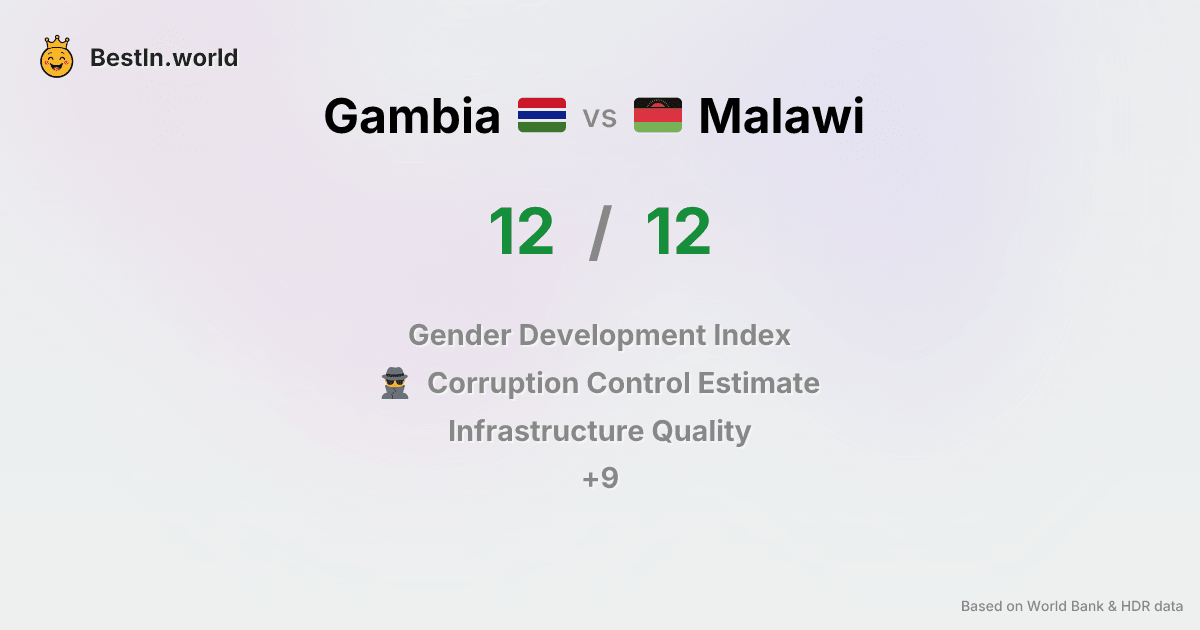 BestIn.world
Gambia vs Malawi
12 / 12
Gender Development Index
Corruption Control Estimate
Infrastructure Quality
+9
Based on World Bank & HDR data